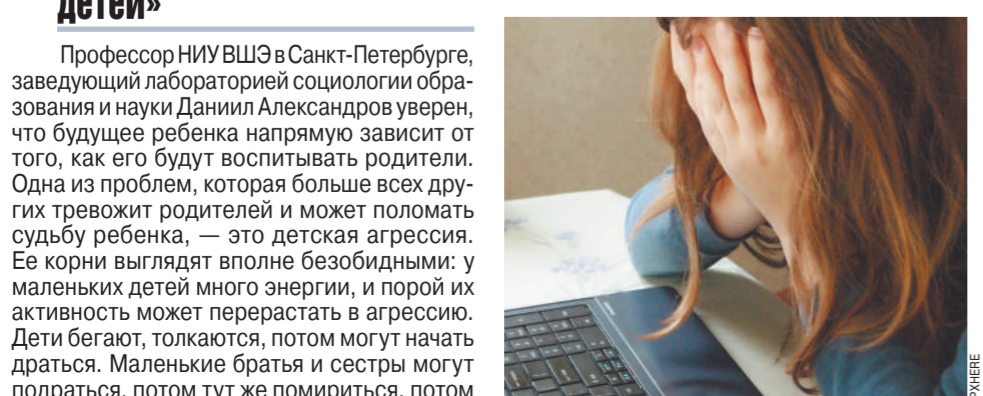 детей»
Профессор НИУ ВШЭ в Санкт-Петербурге,
заведующий лабораторией социологии обра-
зования и науки Даниил Александров уверен,
что будущее ребенка напрямую зависит от
того, как его будут воспитывать родители.
Одна из проблем, которая больше всех дру-
гих тревожит родителей и может поломать
судьбу ребенка, — это детская агрессия.
Ее корни выглядят вполне безобидными: у
маленьких детей много энергии, и порой их
активность может перерастать в агрессию.
Дети бегают, толкаются, потом могут начать
драться. Маленькие братья и сестры могут
подраться, потом тут же помириться, потом
PXHERE